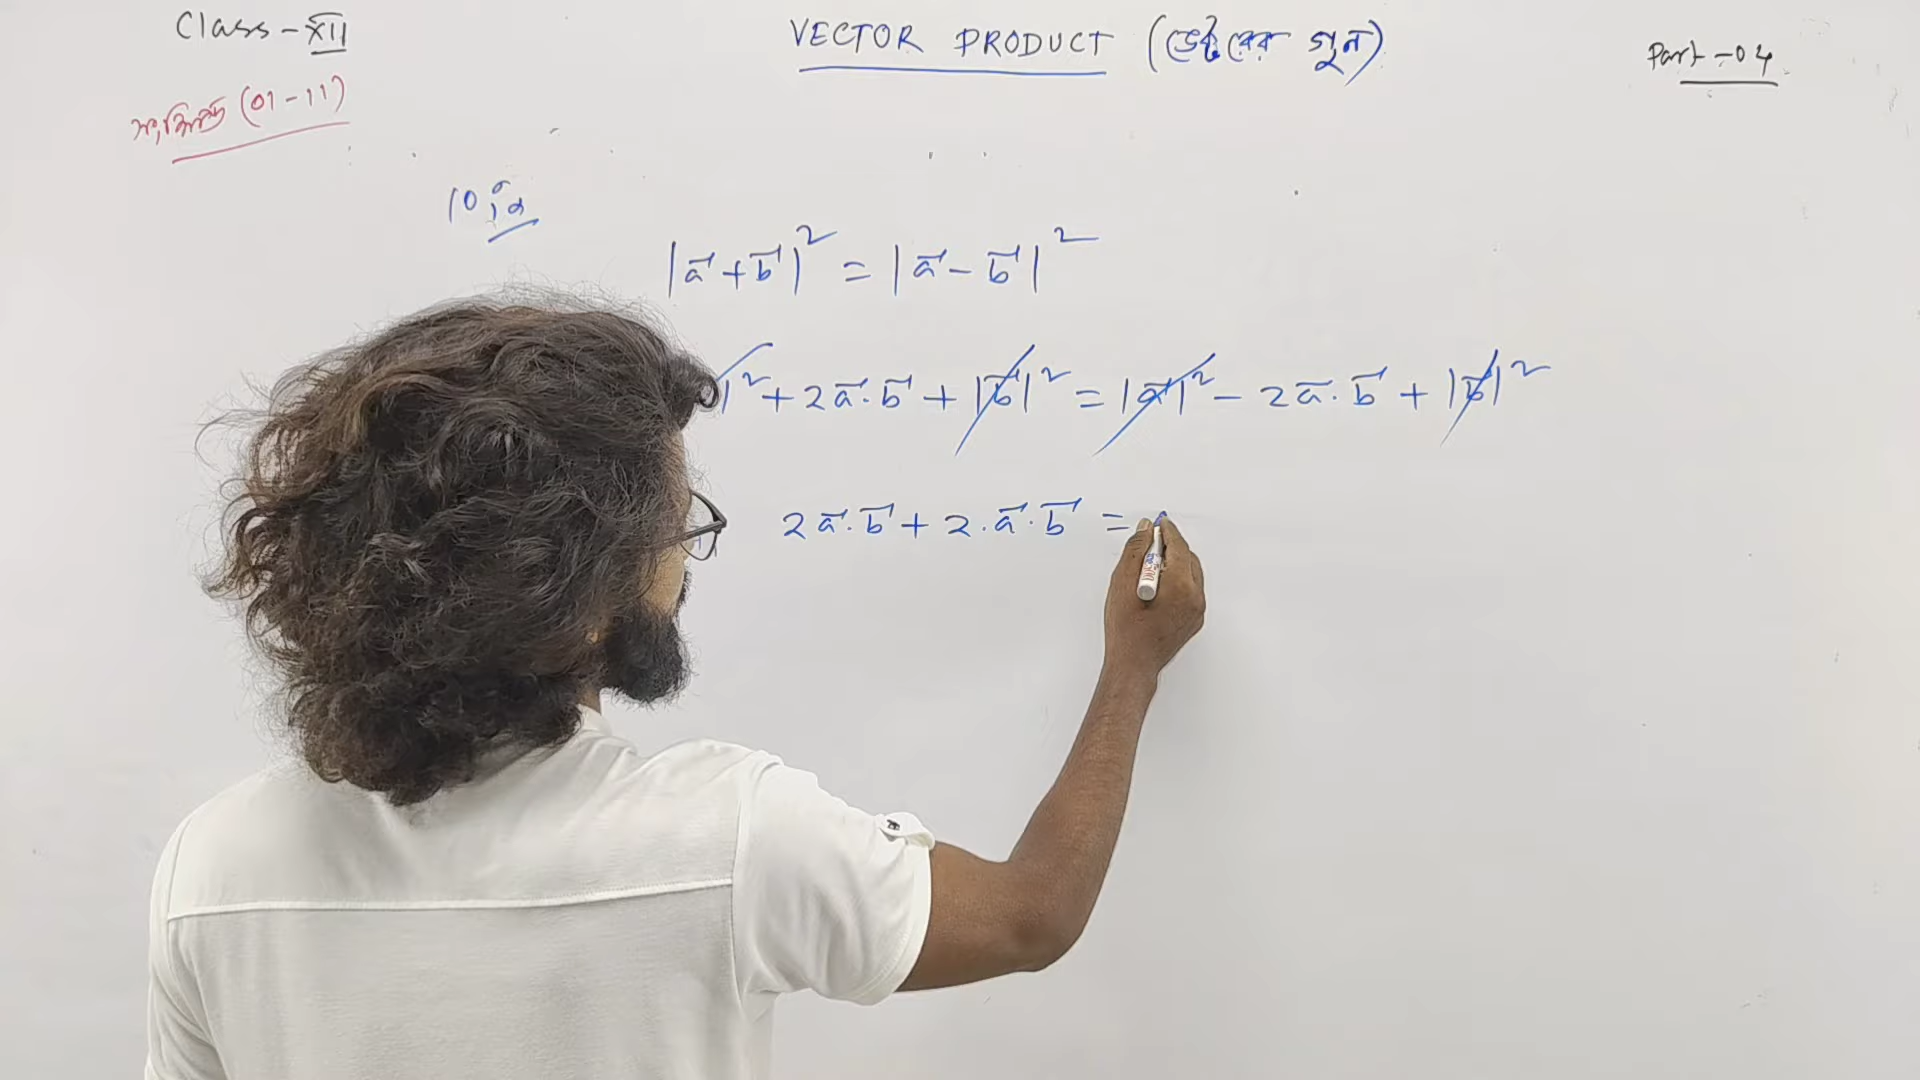 Class - XII
VECTOR PRODUCT (ভেক্টর গুণন)
Part - 04
সংক্ষিপ্ত (01 - 11)
10.
|a⃗ + b⃗|² = |a⃗ - b⃗|²
|² + 2a⃗.b⃗ + |b⃗|² = |a⃗|² - 2a⃗.b⃗ + |b⃗|²
2a⃗.b⃗ + 2.a⃗.b⃗ =